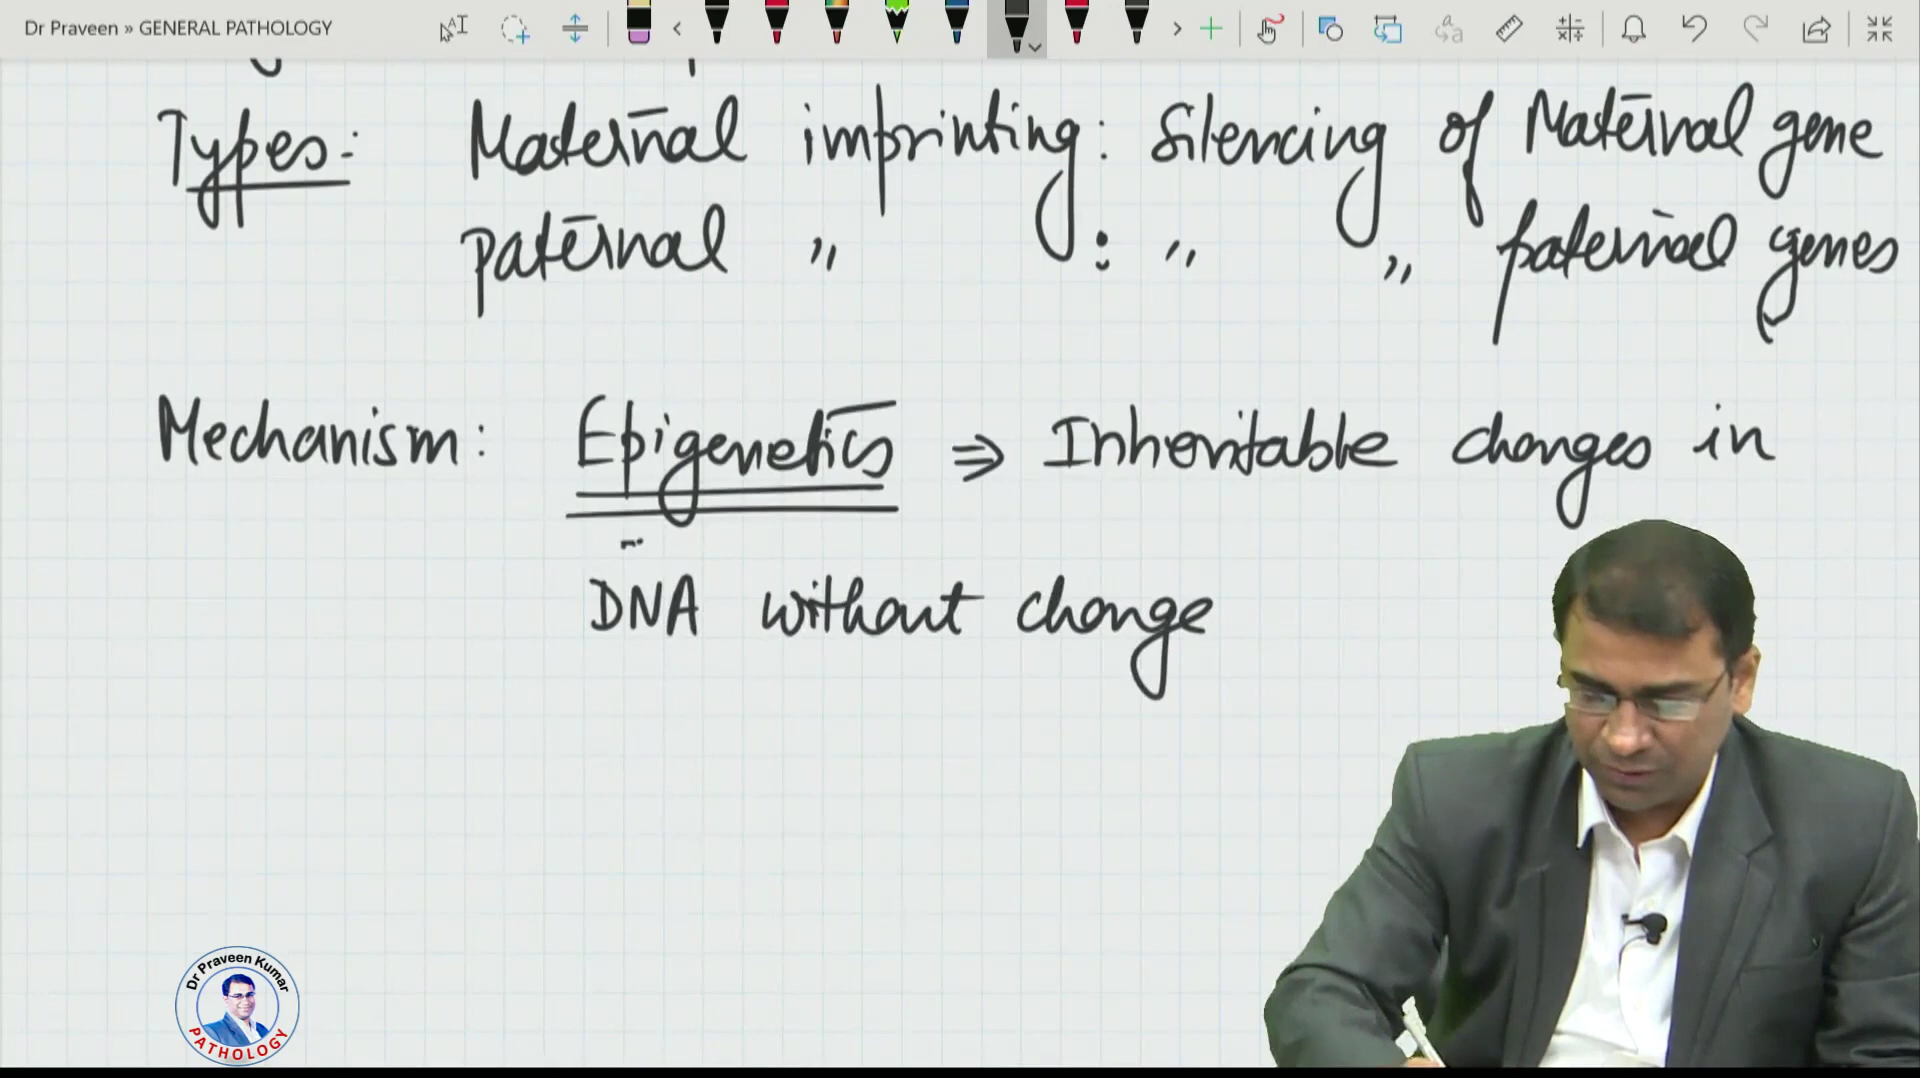 Dr Praveen » GENERAL PATHOLOGY
Types:- Maternal imprinting: Silencing of Maternal gene
paternal " : " " paternal genes
Mechanism: Epigenetics ⇒ Inheritable changes in
DNA without change
Dr Praveen Kumar
PATHOLOGY